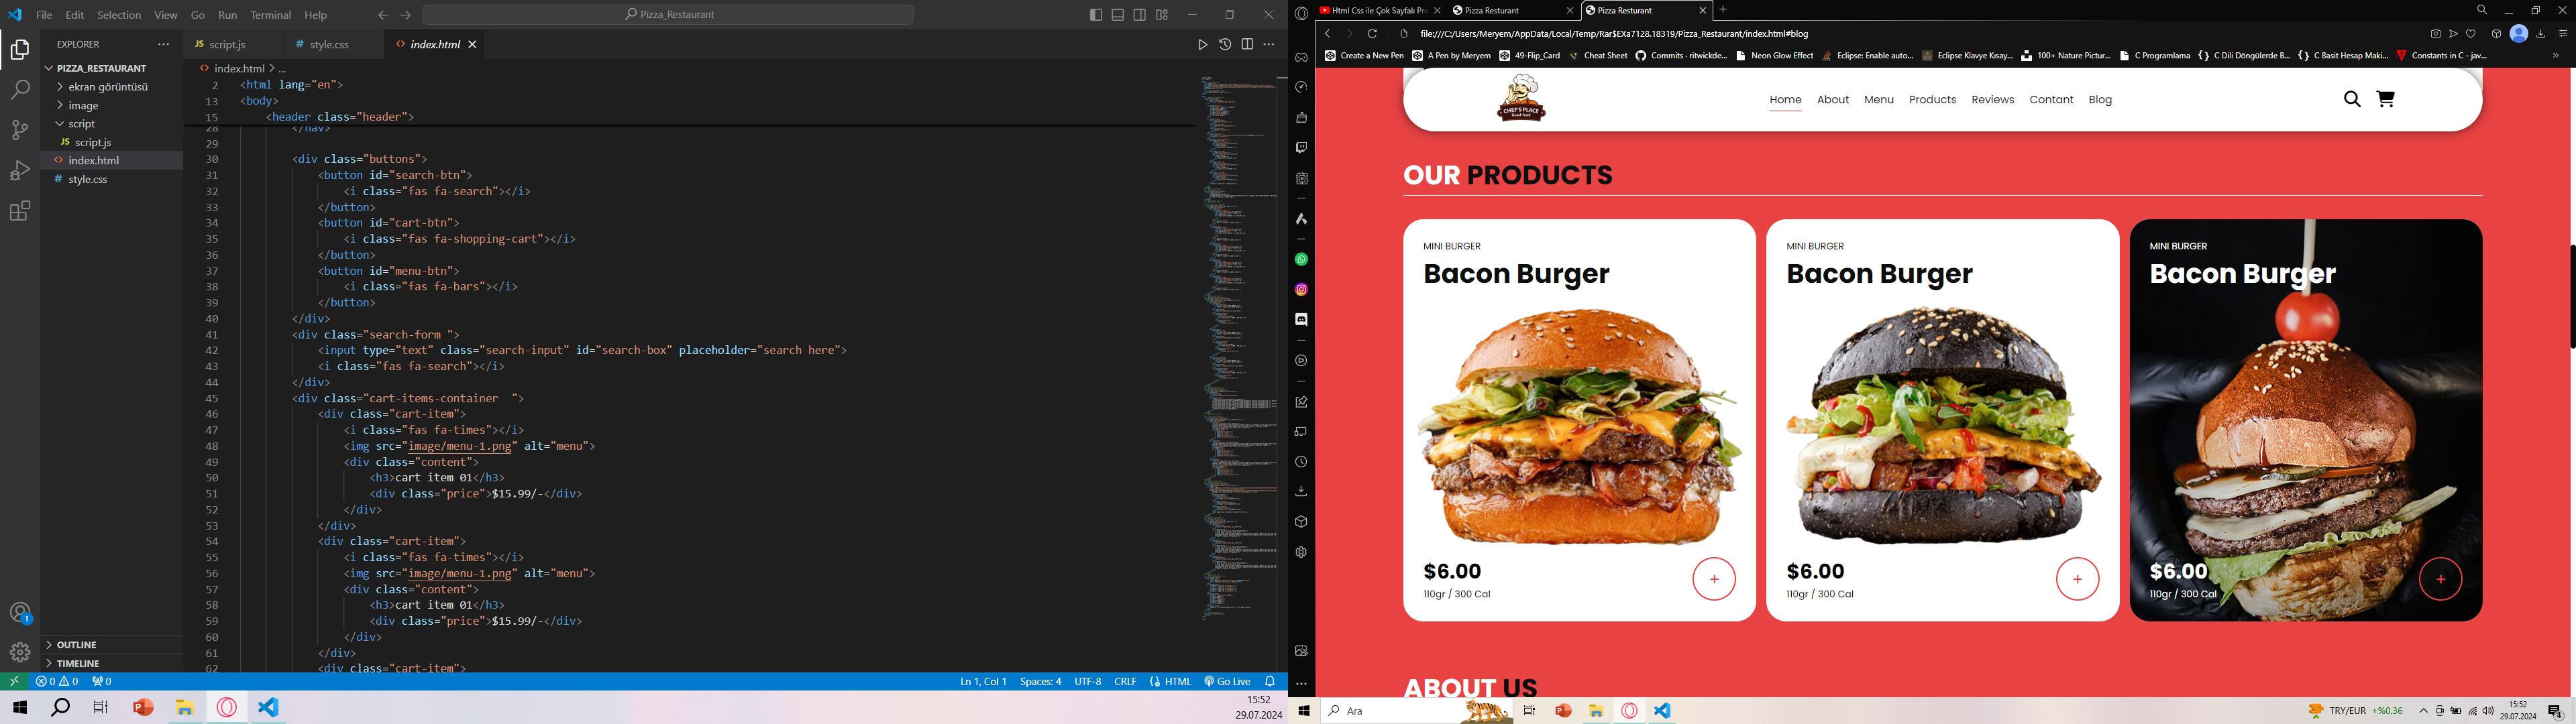 File Edit Selection View Go Run Terminal Help
Pizza_Restaurant
EXPLORER
PIZZA_RESTAURANT
ekran görüntüsü
image
script
JS script.js
<> index.html
# style.css
OUTLINE
TIMELINE
JS script.js
# style.css
<> index.html
<> index.html > ...
2 <html lang="en">
13 <body>
15 <header class="header">
28 </nav>
29
30 <div class="buttons">
31 <button id="search-btn">
32 <i class="fas fa-search"></i>
33 </button>
34 <button id="cart-btn">
35 <i class="fas fa-shopping-cart"></i>
36 </button>
37 <button id="menu-btn">
38 <i class="fas fa-bars"></i>
39 </button>
40 </div>
41 <div class="search-form ">
42 <input type="text" class="search-input" id="search-box" placeholder="search here">
43 <i class="fas fa-search"></i>
44 </div>
45 <div class="cart-items-container  ">
46 <div class="cart-item">
47 <i class="fas fa-times"></i>
48 <img src="image/menu-1.png" alt="menu">
49 <div class="content">
50 <h3>cart item 01</h3>
51 <div class="price">$15.99/-</div>
52 </div>
53 </div>
54 <div class="cart-item">
55 <i class="fas fa-times"></i>
56 <img src="image/menu-1.png" alt="menu">
57 <div class="content">
58 <h3>cart item 01</h3>
59 <div class="price">$15.99/-</div>
60 </div>
61 </div>
62 <div class="cart-item">
0 0 0
Ln 1, Col 1 Spaces: 4 UTF-8 CRLF {} HTML Go Live
1
15:52
29.07.2024
Html Css ile Çok Sayfalı Pro
Pizza Resturant
Pizza Resturant
file:///C:/Users/Meryem/AppData/Local/Temp/Rar$EXa7128.18319/Pizza_Restaurant/index.html#blog
Create a New Pen
A Pen by Meryem
49-Flip_Card
Cheat Sheet
Commits - ritwickde...
Neon Glow Effect
Eclipse: Enable auto...
Eclipse Klavye Kısay...
100+ Nature Pictur...
C Programlama
C Dili Döngülerde B...
C Basit Hesap Maki...
Constants in C - jav...
CHEF'S PLACE
Good food
Home About Menu Products Reviews Contant Blog
OUR PRODUCTS
MINI BURGER
Bacon Burger
$6.00
110gr / 300 Cal
+
MINI BURGER
Bacon Burger
$6.00
110gr / 300 Cal
+
MINI BURGER
Bacon Burger
$6.00
110gr / 300 Cal
+
ABOUT US
Ara
TRY/EUR +%0,36
15:52
29.07.2024